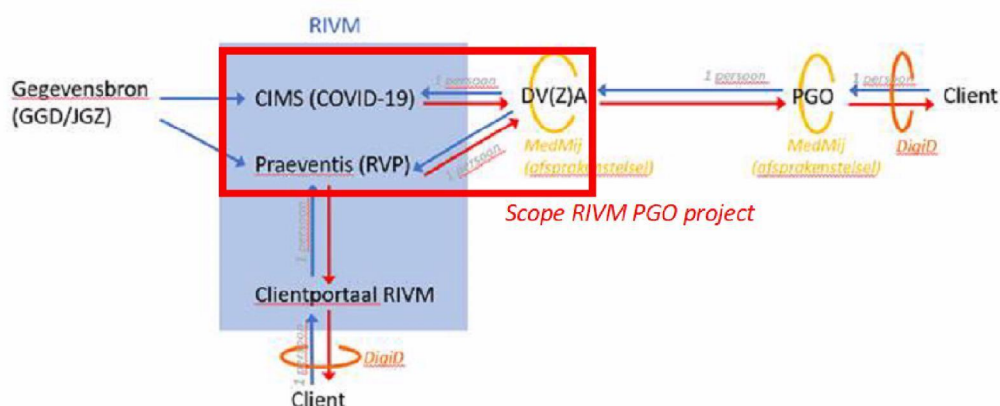 RIVM
Gegevensbron
(GGD/JGZ)
CIMS (COVID-19)
1 persoon
DV(Z)A
1 persoon
PGO
1 persoon
Client
Praeventis (RVP)
1 persoon
MedMij
(afsprakenstelsel)
MedMij
(afsprakenstelsel)
DigiD
Scope RIVM PGO project
1 persoon
Clientportaal RIVM
1 persoon
DigiD
Client